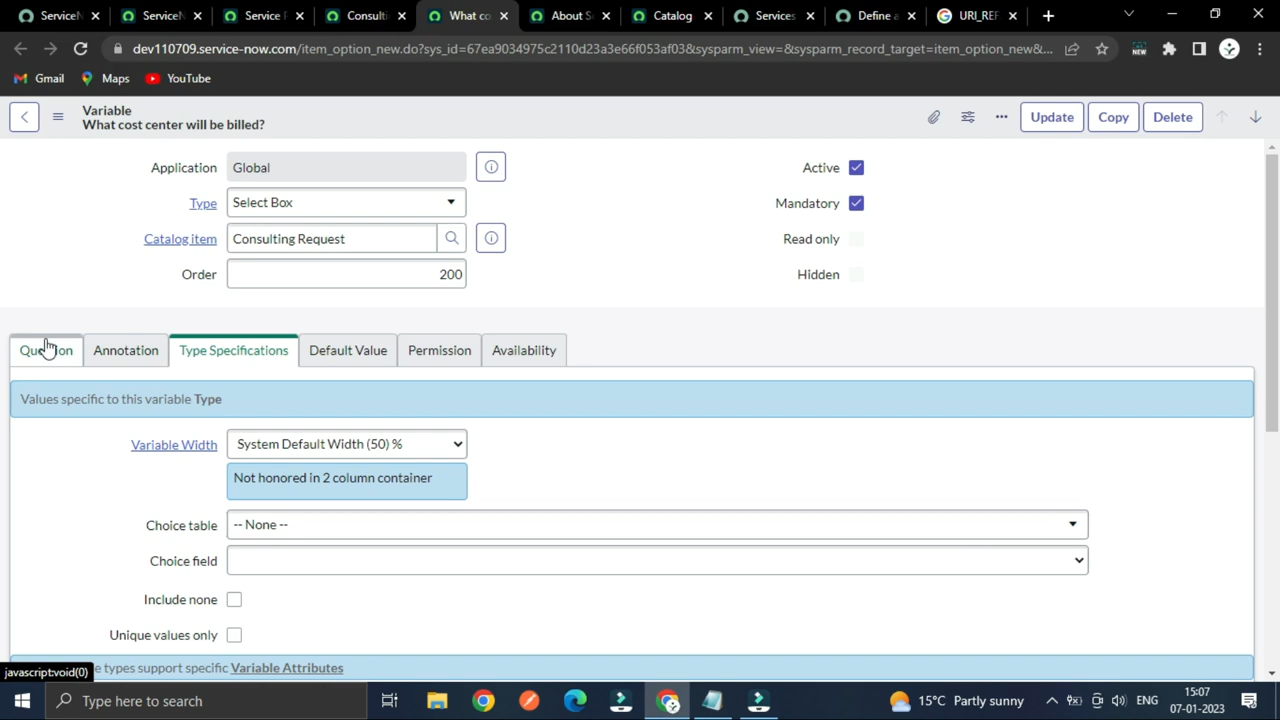 ServiceN
ServiceN
Service P
Consulti
What co
About Se
Catalog
Services
Define a
URI_REF
dev110709.service-now.com/item_option_new.do?sys_id=67ea9034975c2110d23a3e66f053af03&sysparm_view=&sysparm_record_target=item_option_new&...
NEW
Gmail
Maps
YouTube
Variable
What cost center will be billed?
Update
Copy
Delete
Application
Global
Active
Type
Select Box
Mandatory
Catalog item
Consulting Request
Read only
Order
200
Hidden
Question
Annotation
Type Specifications
Default Value
Permission
Availability
Values specific to this variable Type
Variable Width
System Default Width (50) %
Not honored in 2 column container
Choice table
-- None --
Choice field
Include none
Unique values only
javascript:void(0)
e types support specific Variable Attributes
Type here to search
15°C Partly sunny
ENG
15:07
07-01-2023